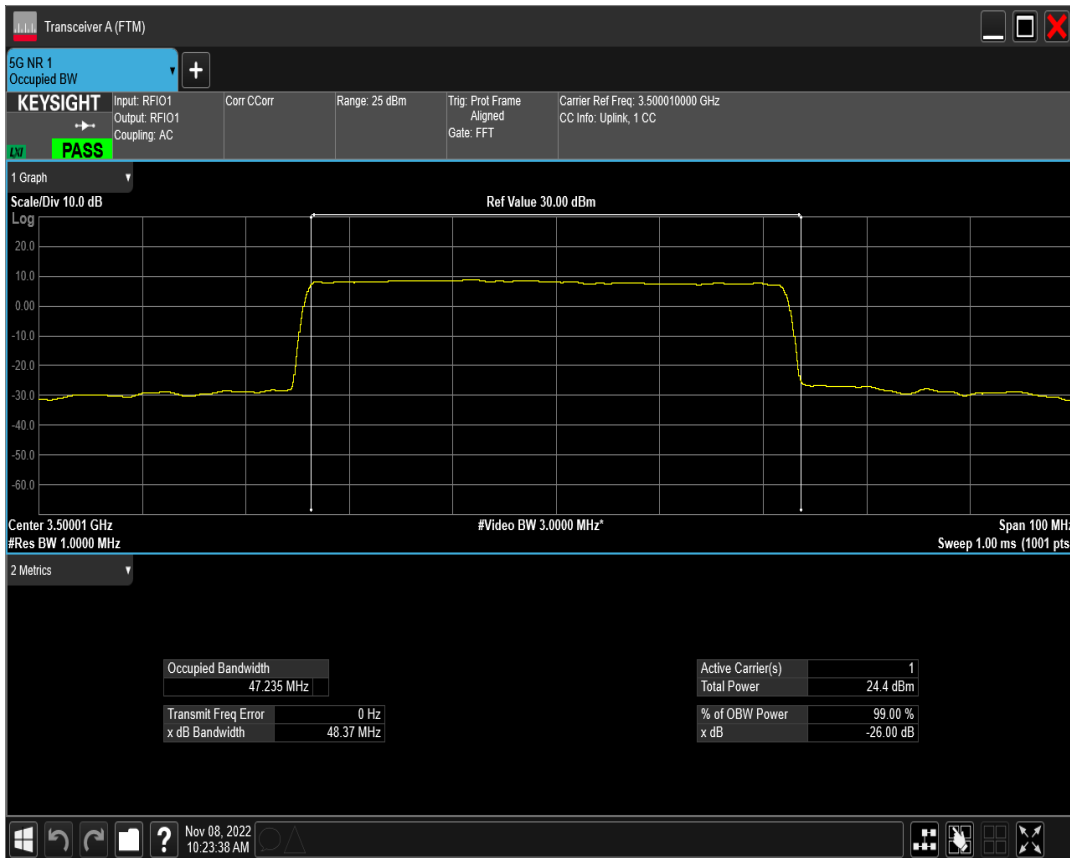 Transceiver A (FTM)
5G NR 1
Occupied BW
+
KEYSIGHT
LXI
PASS
Input: RFIO1
Output: RFIO1
Coupling: AC
Corr CCorr
Range: 25 dBm
Trig: Prot Frame
Aligned
Gate: FFT
Carrier Ref Freq: 3.500010000 GHz
CC Info: Uplink, 1 CC
1 Graph
Scale/Div 10.0 dB
Ref Value 30.00 dBm
Log
20.0
10.0
0.00
-10.0
-20.0
-30.0
-40.0
-50.0
-60.0
Center 3.50001 GHz
#Video BW 3.0000 MHz*
Span 100 MHz
#Res BW 1.0000 MHz
Sweep 1.00 ms (1001 pts
2 Metrics
Occupied Bandwidth
47.235 MHz
Transmit Freq Error 0 Hz
x dB Bandwidth 48.37 MHz
Active Carrier(s) 1
Total Power 24.4 dBm
% of OBW Power 99.00 %
x dB -26.00 dB
?
Nov 08, 2022
10:23:38 AM